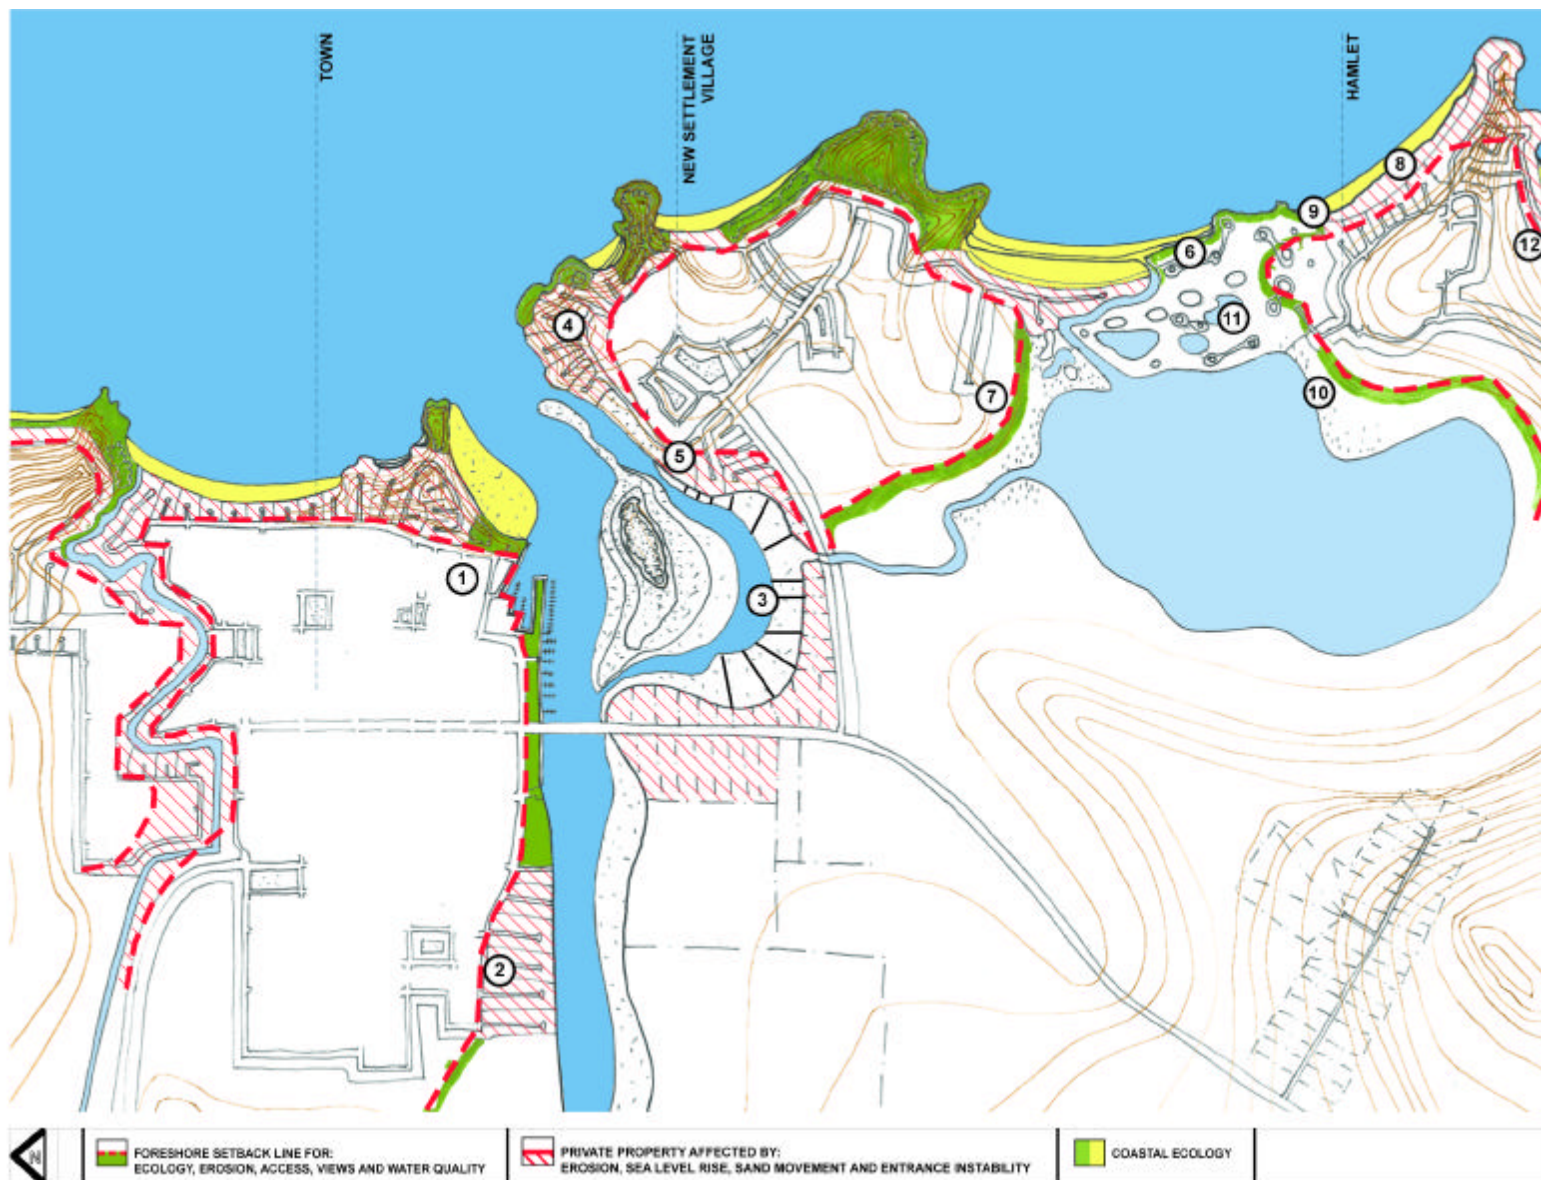 TOWN
NEW SETTLEMENT
VILLAGE
HAMLET
8
9
12
6
11
4
7
10
5
1
3
2
N
FORESHORE SETBACK LINE FOR:
ECOLOGY, EROSION, ACCESS, VIEWS AND WATER QUALITY
PRIVATE PROPERTY AFFECTED BY:
EROSION, SEA LEVEL RISE, SAND MOVEMENT AND ENTRANCE INSTABILITY
COASTAL ECOLOGY